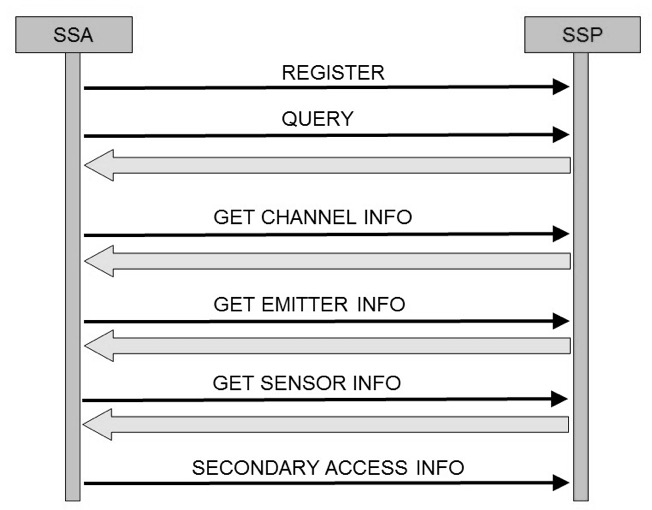 SSA
SSP
REGISTER
QUERY
GET CHANNEL INFO
GET EMITTER INFO
GET SENSOR INFO
SECONDARY ACCESS INFO